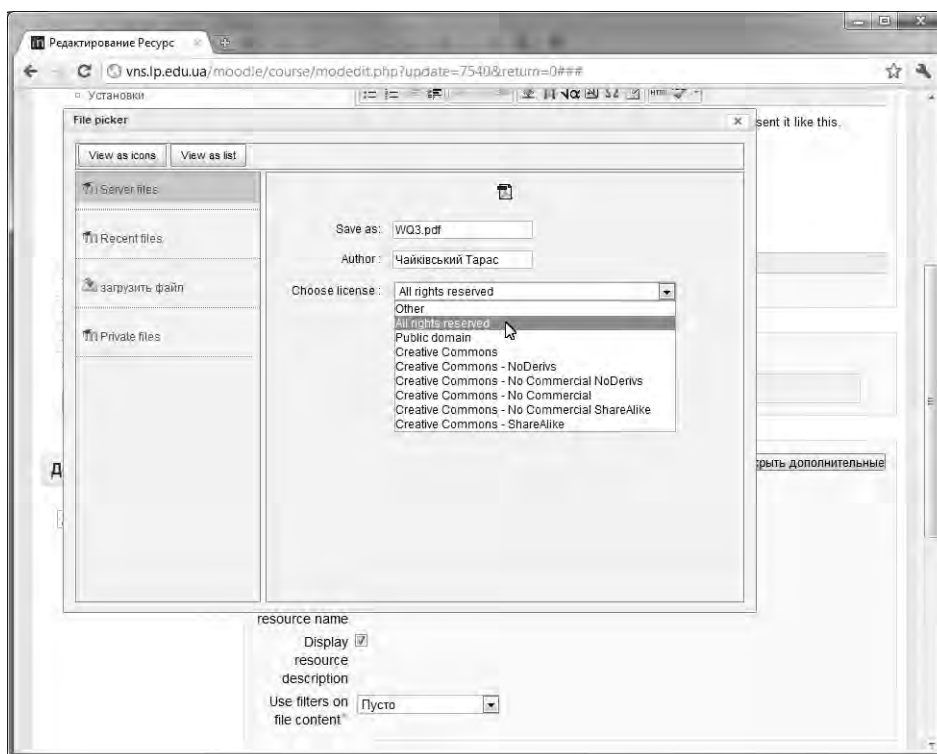 Редактирование Ресурс
vns.lp.edu.ua/moodle/course/modedit.php?update=7540&return=0###
Установки
HTML
File picker
sent it like this.
View as icons View as list
Server files
Recent files
загрузить файл
Private files
Save as: WQ3.pdf
Author : Чайківський Тарас
Choose license : All rights reserved
Other
All rights reserved
Public domain
Creative Commons
Creative Commons - NoDerivs
Creative Commons - No Commercial NoDerivs
Creative Commons - No Commercial
Creative Commons - No Commercial ShareAlike
Creative Commons - ShareAlike
Д
крыть дополнительные
resource name
Display
resource
description
Use filters on
file content* Пусто